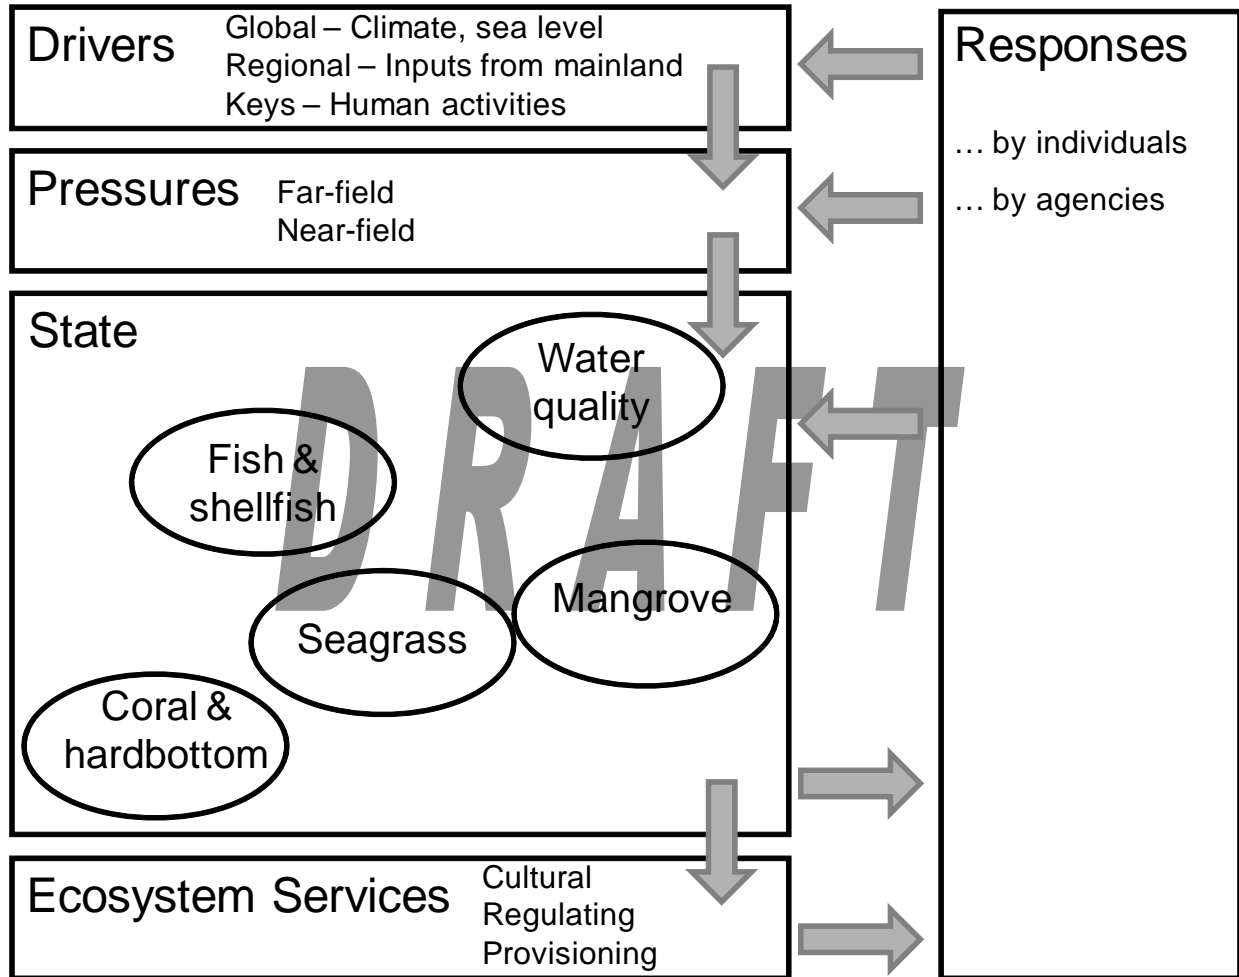 Drivers
Global – Climate, sea level
Regional – Inputs from mainland
Keys – Human activities
Responses
… by individuals
… by agencies
Pressures
Far-field
Near-field
State
Water
quality
Fish &
shellfish
Mangrove
Seagrass
Coral &
hardbottom
DRAFT
Ecosystem Services
Cultural
Regulating
Provisioning